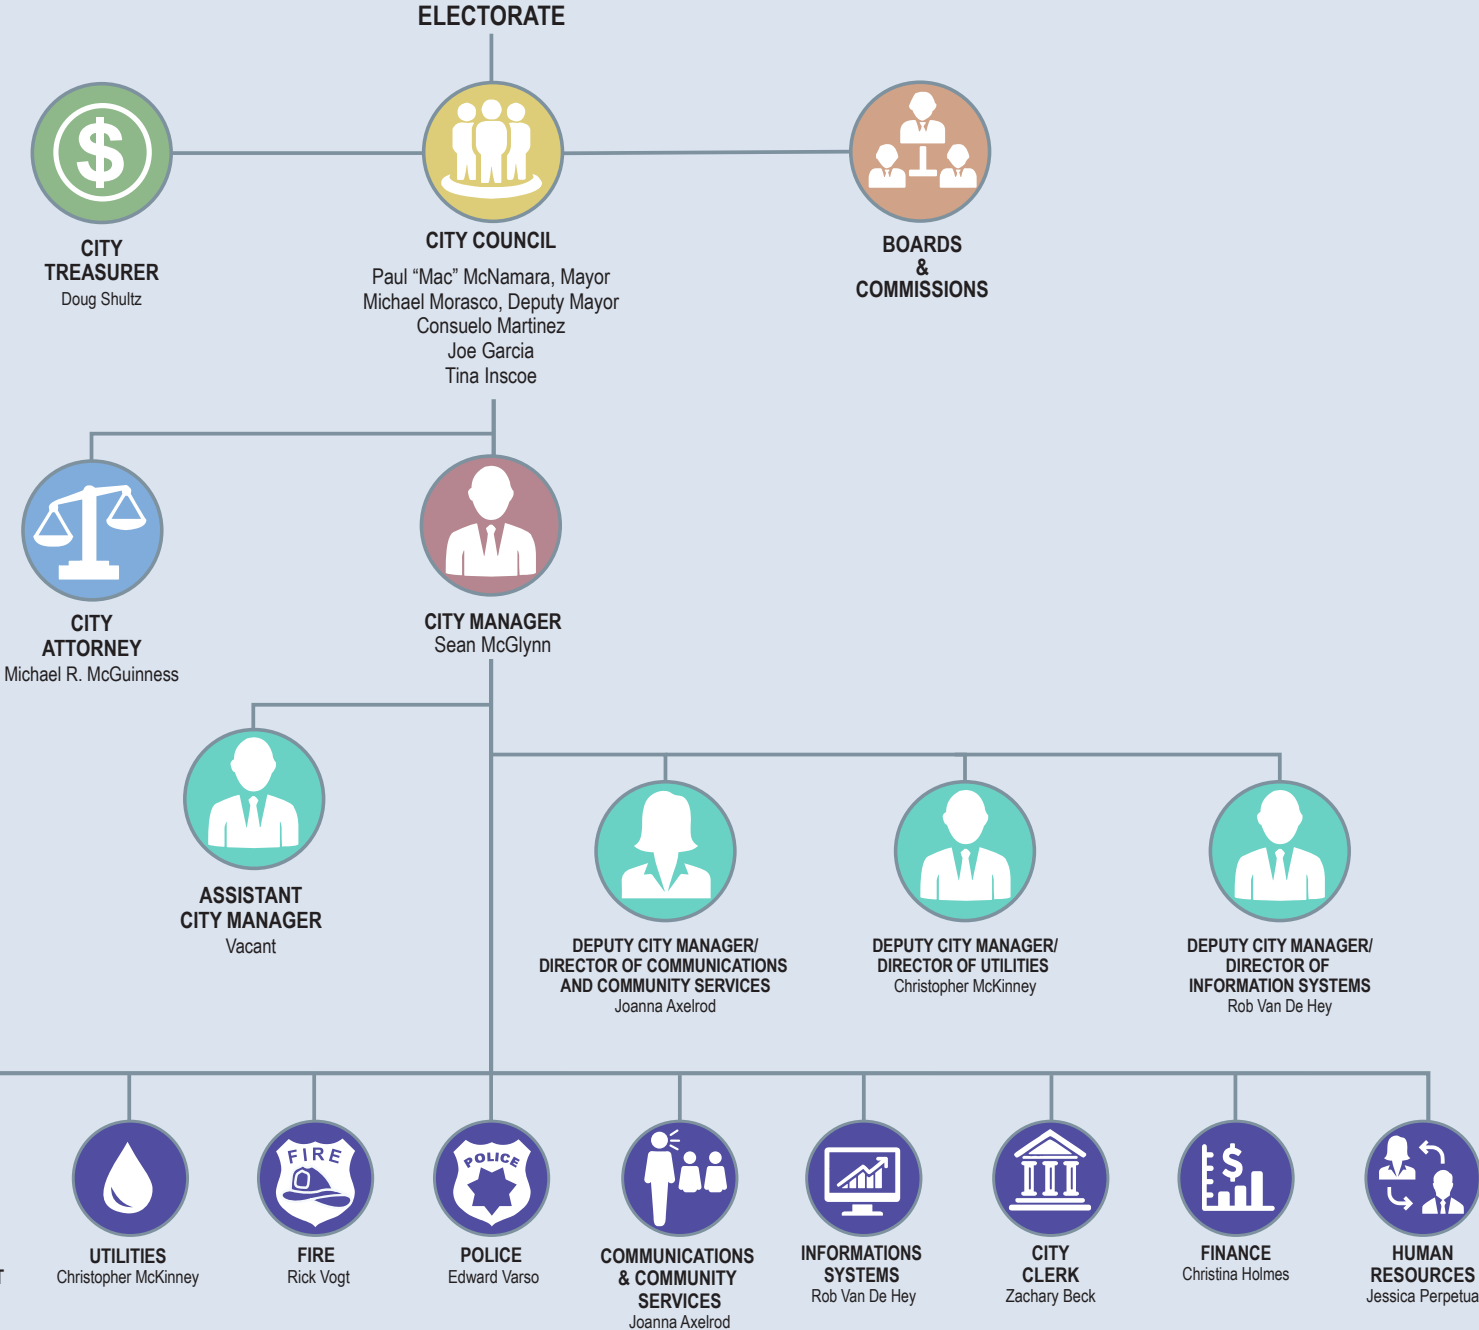 ELECTORATE
CITY
TREASURER
Doug Shultz
CITY COUNCIL
Paul “Mac” McNamara, Mayor
Michael Morasco, Deputy Mayor
Consuelo Martinez
Joe Garcia
Tina Inscoe
BOARDS
&
COMMISSIONS
CITY
ATTORNEY
Michael R. McGuinness
CITY MANAGER
Sean McGlynn
ASSISTANT
CITY MANAGER
Vacant
DEPUTY CITY MANAGER/
DIRECTOR OF COMMUNICATIONS
AND COMMUNITY SERVICES
Joanna Axelrod
DEPUTY CITY MANAGER/
DIRECTOR OF UTILITIES
Christopher McKinney
DEPUTY CITY MANAGER/
DIRECTOR OF
INFORMATION SYSTEMS
Rob Van De Hey
T
UTILITIES
Christopher McKinney
FIRE
FIRE
Rick Vogt
POLICE
POLICE
Edward Varso
COMMUNICATIONS
& COMMUNITY
SERVICES
Joanna Axelrod
INFORMATIONS
SYSTEMS
Rob Van De Hey
CITY
CLERK
Zachary Beck
FINANCE
Christina Holmes
HUMAN
RESOURCES
Jessica Perpetua